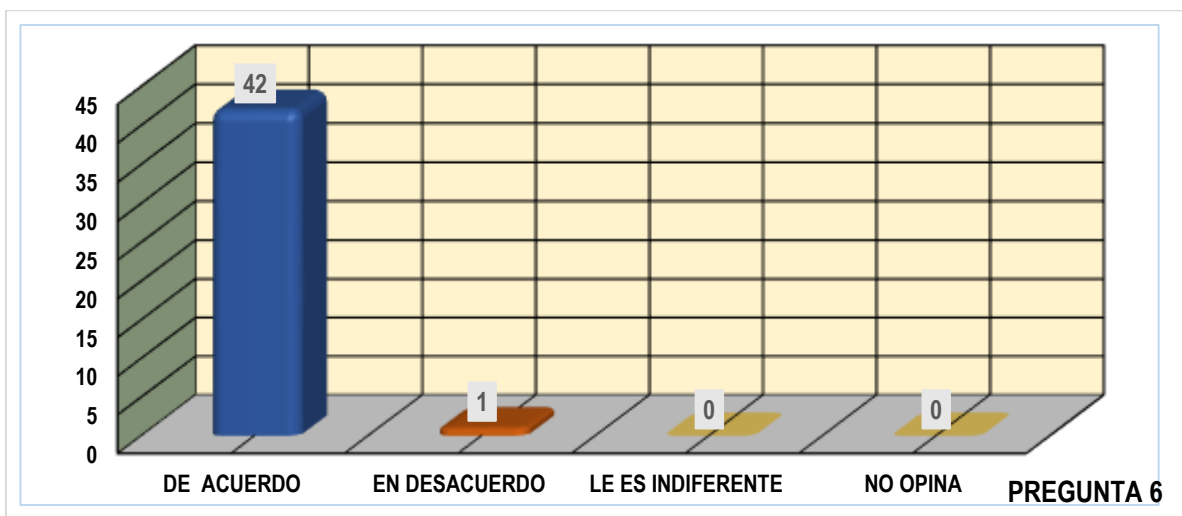 42
45
40
35
30
25
20
15
10
5
0
1
0
0
DE ACUERDO
EN DESACUERDO
LE ES INDIFERENTE
NO OPINA
PREGUNTA 6